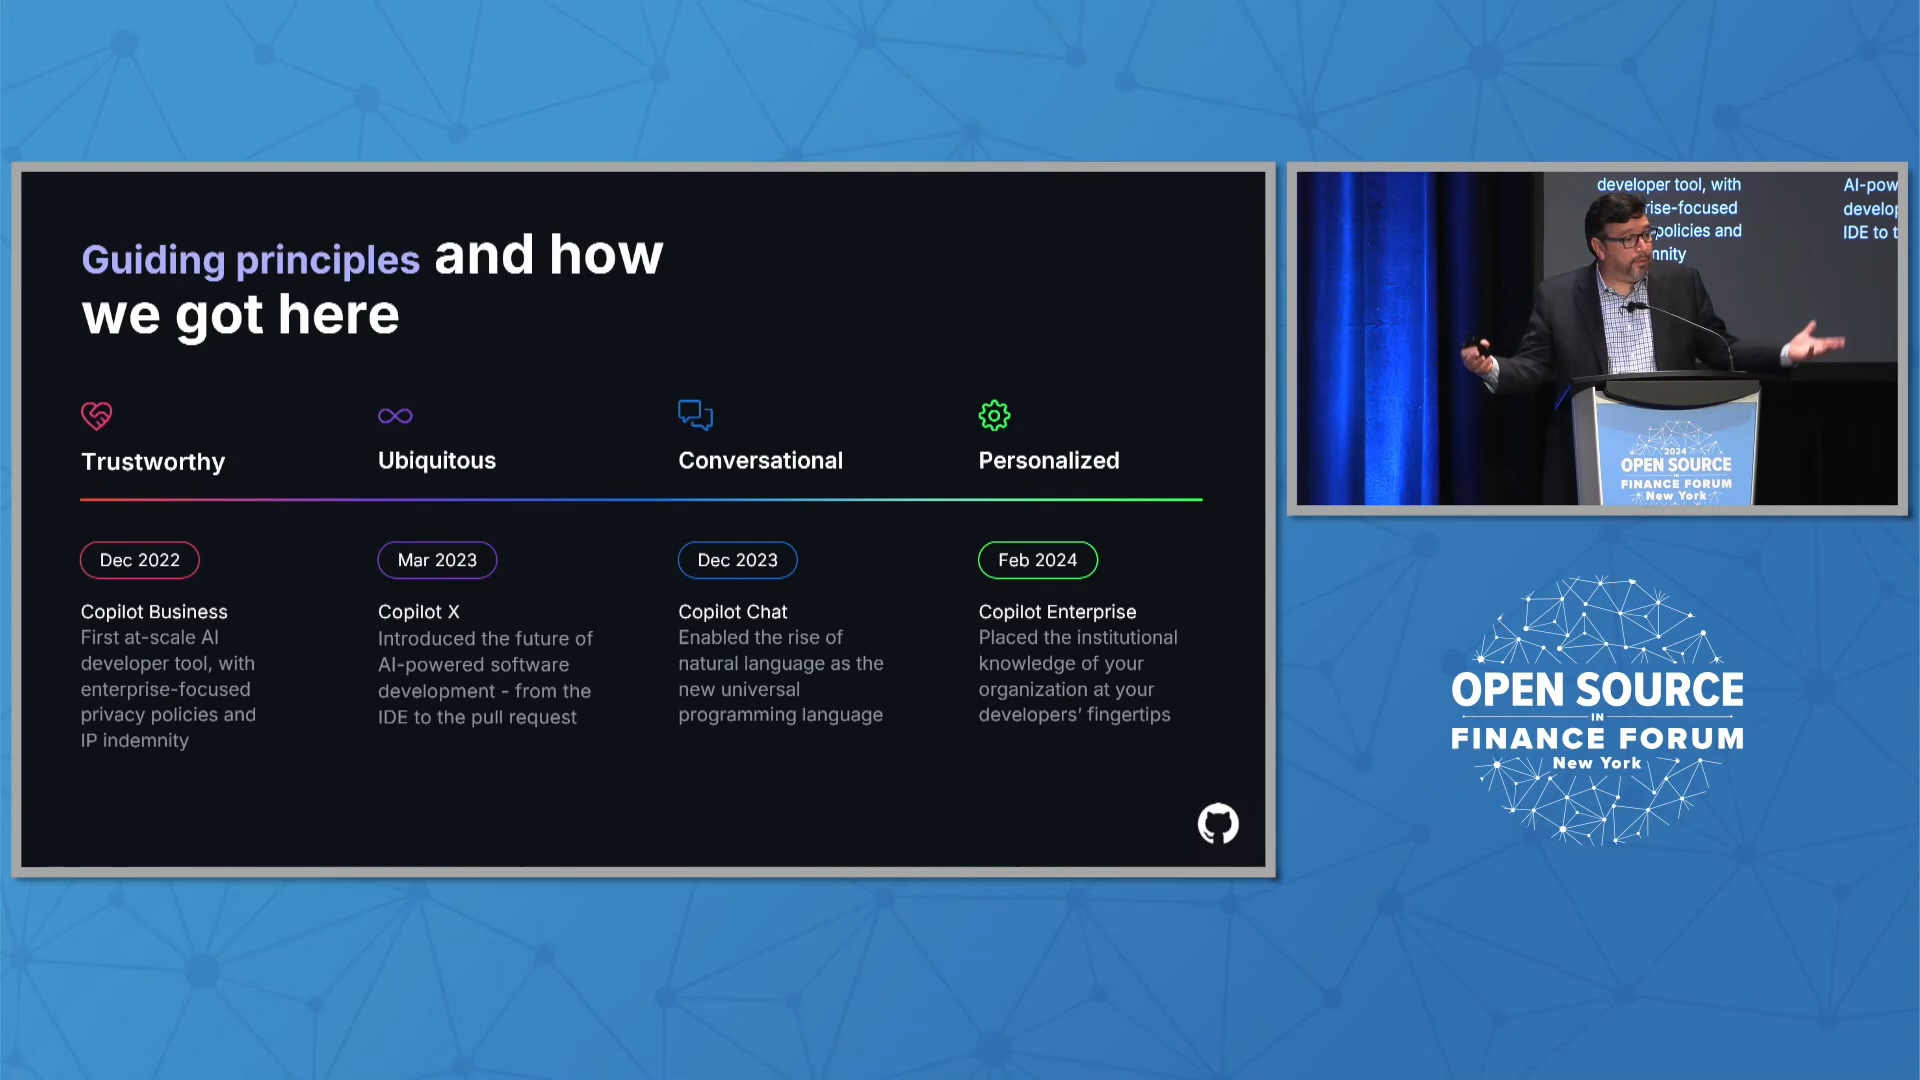 Guiding principles and how
we got here
Trustworthy
Ubiquitous
Conversational
Personalized
Dec 2022
Mar 2023
Dec 2023
Feb 2024
Copilot Business
First at-scale AI
developer tool, with
enterprise-focused
privacy policies and
IP indemnity
Copilot X
Introduced the future of
AI-powered software
development - from the
IDE to the pull request
Copilot Chat
Enabled the rise of
natural language as the
new universal
programming language
Copilot Enterprise
Placed the institutional
knowledge of your
organization at your
developers’ fingertips
developer tool, with
rise-focused
policies and
mnity
AI-pow
develop
IDE to t
2024
OPEN SOURCE
IN
FINANCE FORUM
New York
OPEN SOURCE
IN
FINANCE FORUM
New York